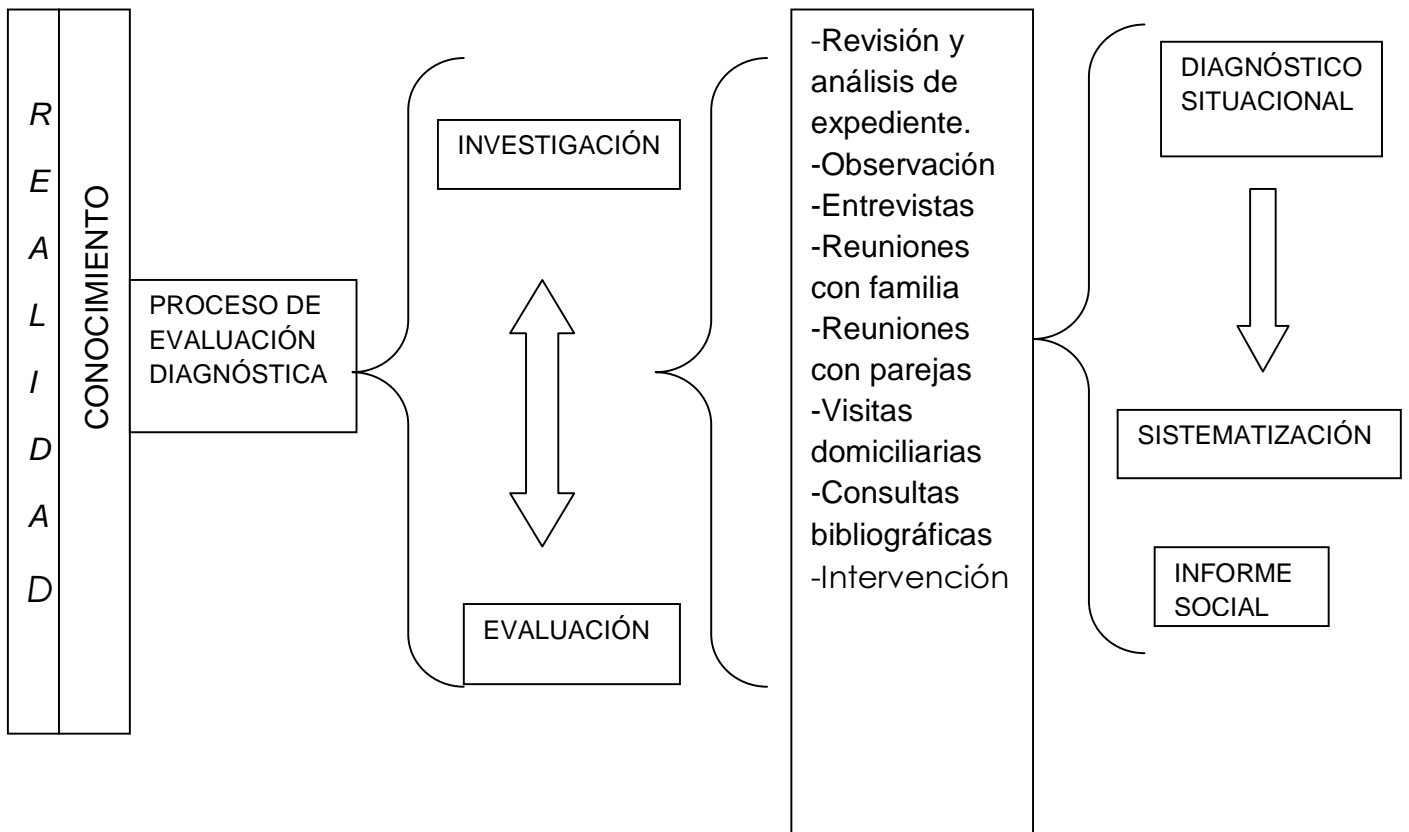 REALIDAD
CONOCIMIENTO
PROCESO DE
EVALUACIÓN
DIAGNÓSTICA
INVESTIGACIÓN
EVALUACIÓN
-Revisión y
análisis de
expediente.
-Observación
-Entrevistas
-Reuniones
con familia
-Reuniones
con parejas
-Visitas
domiciliarias
-Consultas
bibliográficas
-Intervención
DIAGNÓSTICO
SITUACIONAL
SISTEMATIZACIÓN
INFORME
SOCIAL